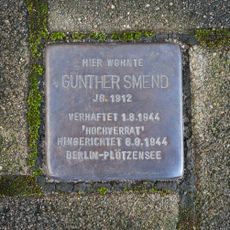 HIER WOHNTE
GÜNTHER SMEND
JG. 1912
VERHAFTET 1.8.1944
'HOCHVERRAT'
HINGERICHTET 8.9.1944
BERLIN-PLÖTZENSEE